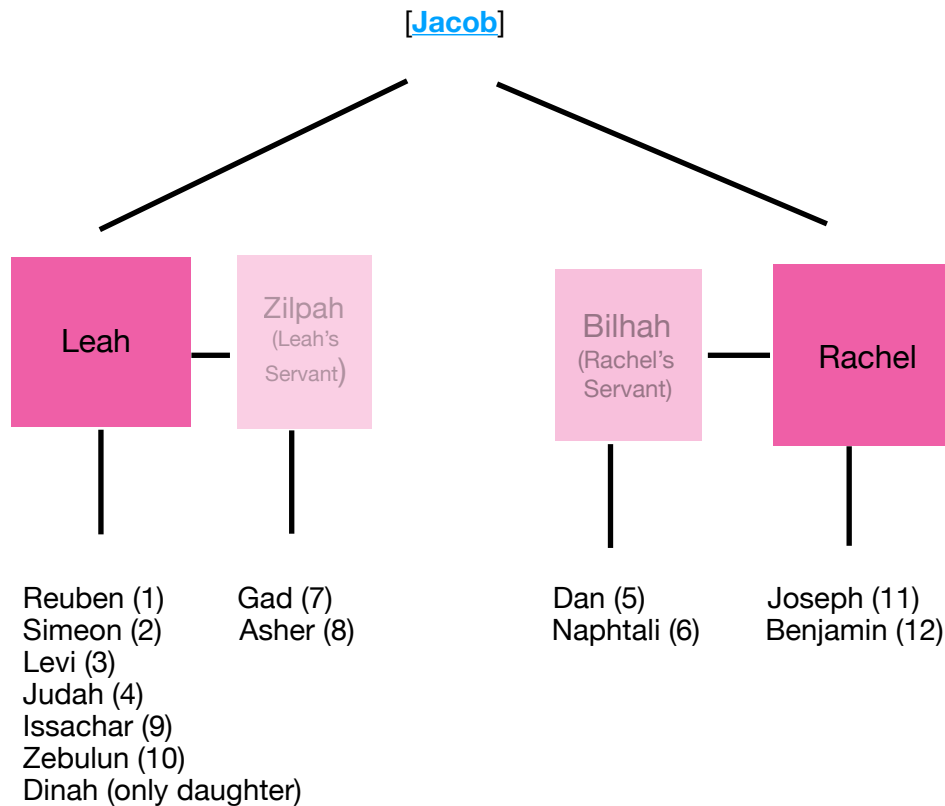 [Jacob]
Leah
Zilpah
(Leah's
Servant)
Bilhah
(Rachel's
Servant)
Rachel
Reuben (1)
Simeon (2)
Levi (3)
Judah (4)
Issachar (9)
Zebulun (10)
Dinah (only daughter)
Gad (7)
Asher (8)
Dan (5)
Naphtali (6)
Joseph (11)
Benjamin (12)